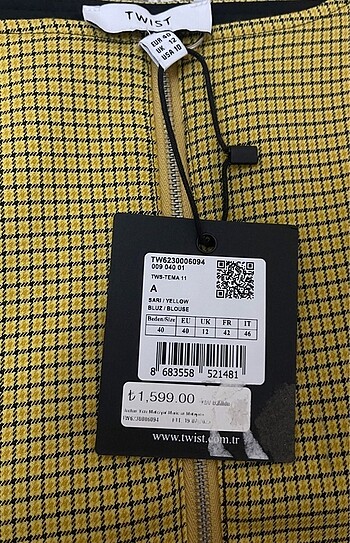 TWIST
EUR 40
UK 12
USA 10
TW6230006094
009 040 01
TWS-TEMA 11
A
SARI / YELLOW
BLUZ / BLOUSE
Beden/Size EU UK FR IT
40 40 12 42 46
8 683558 521481
₺1,599.00
TW6230006094
www.twist.com.tr